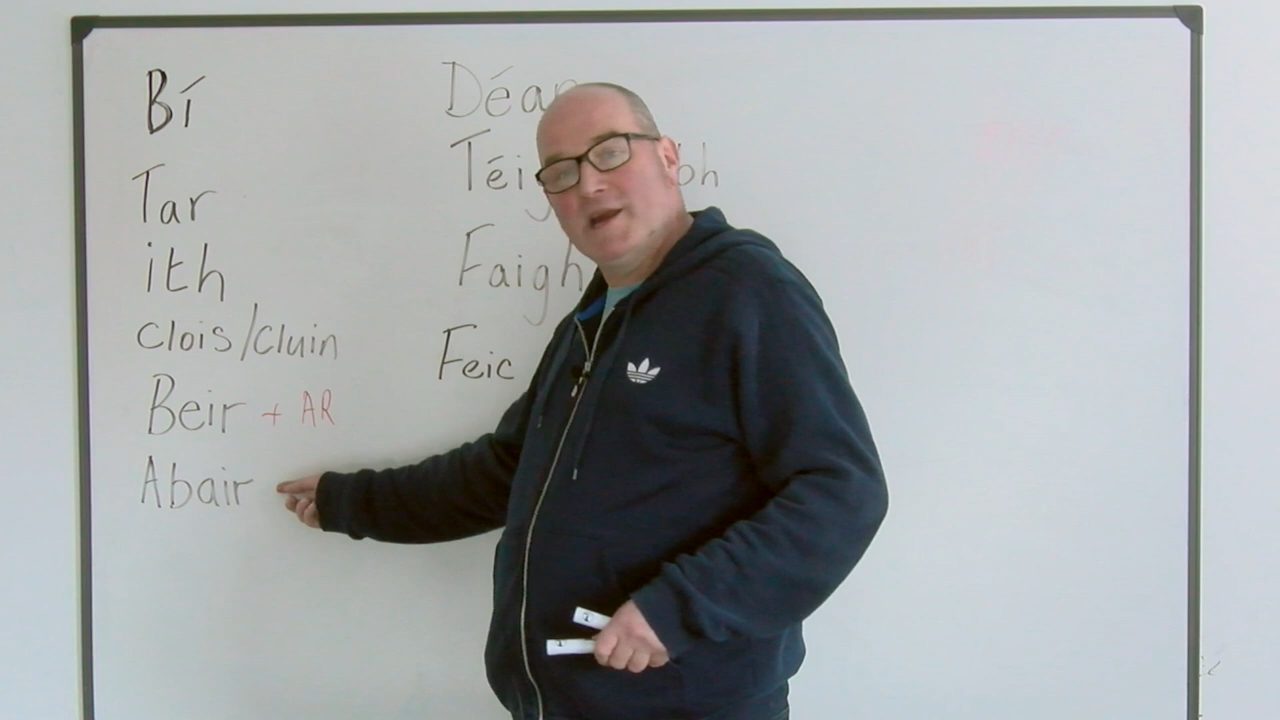 Bí
Tar
ith
clois/cluin
Beir + AR
Abair
Faigh
Feic